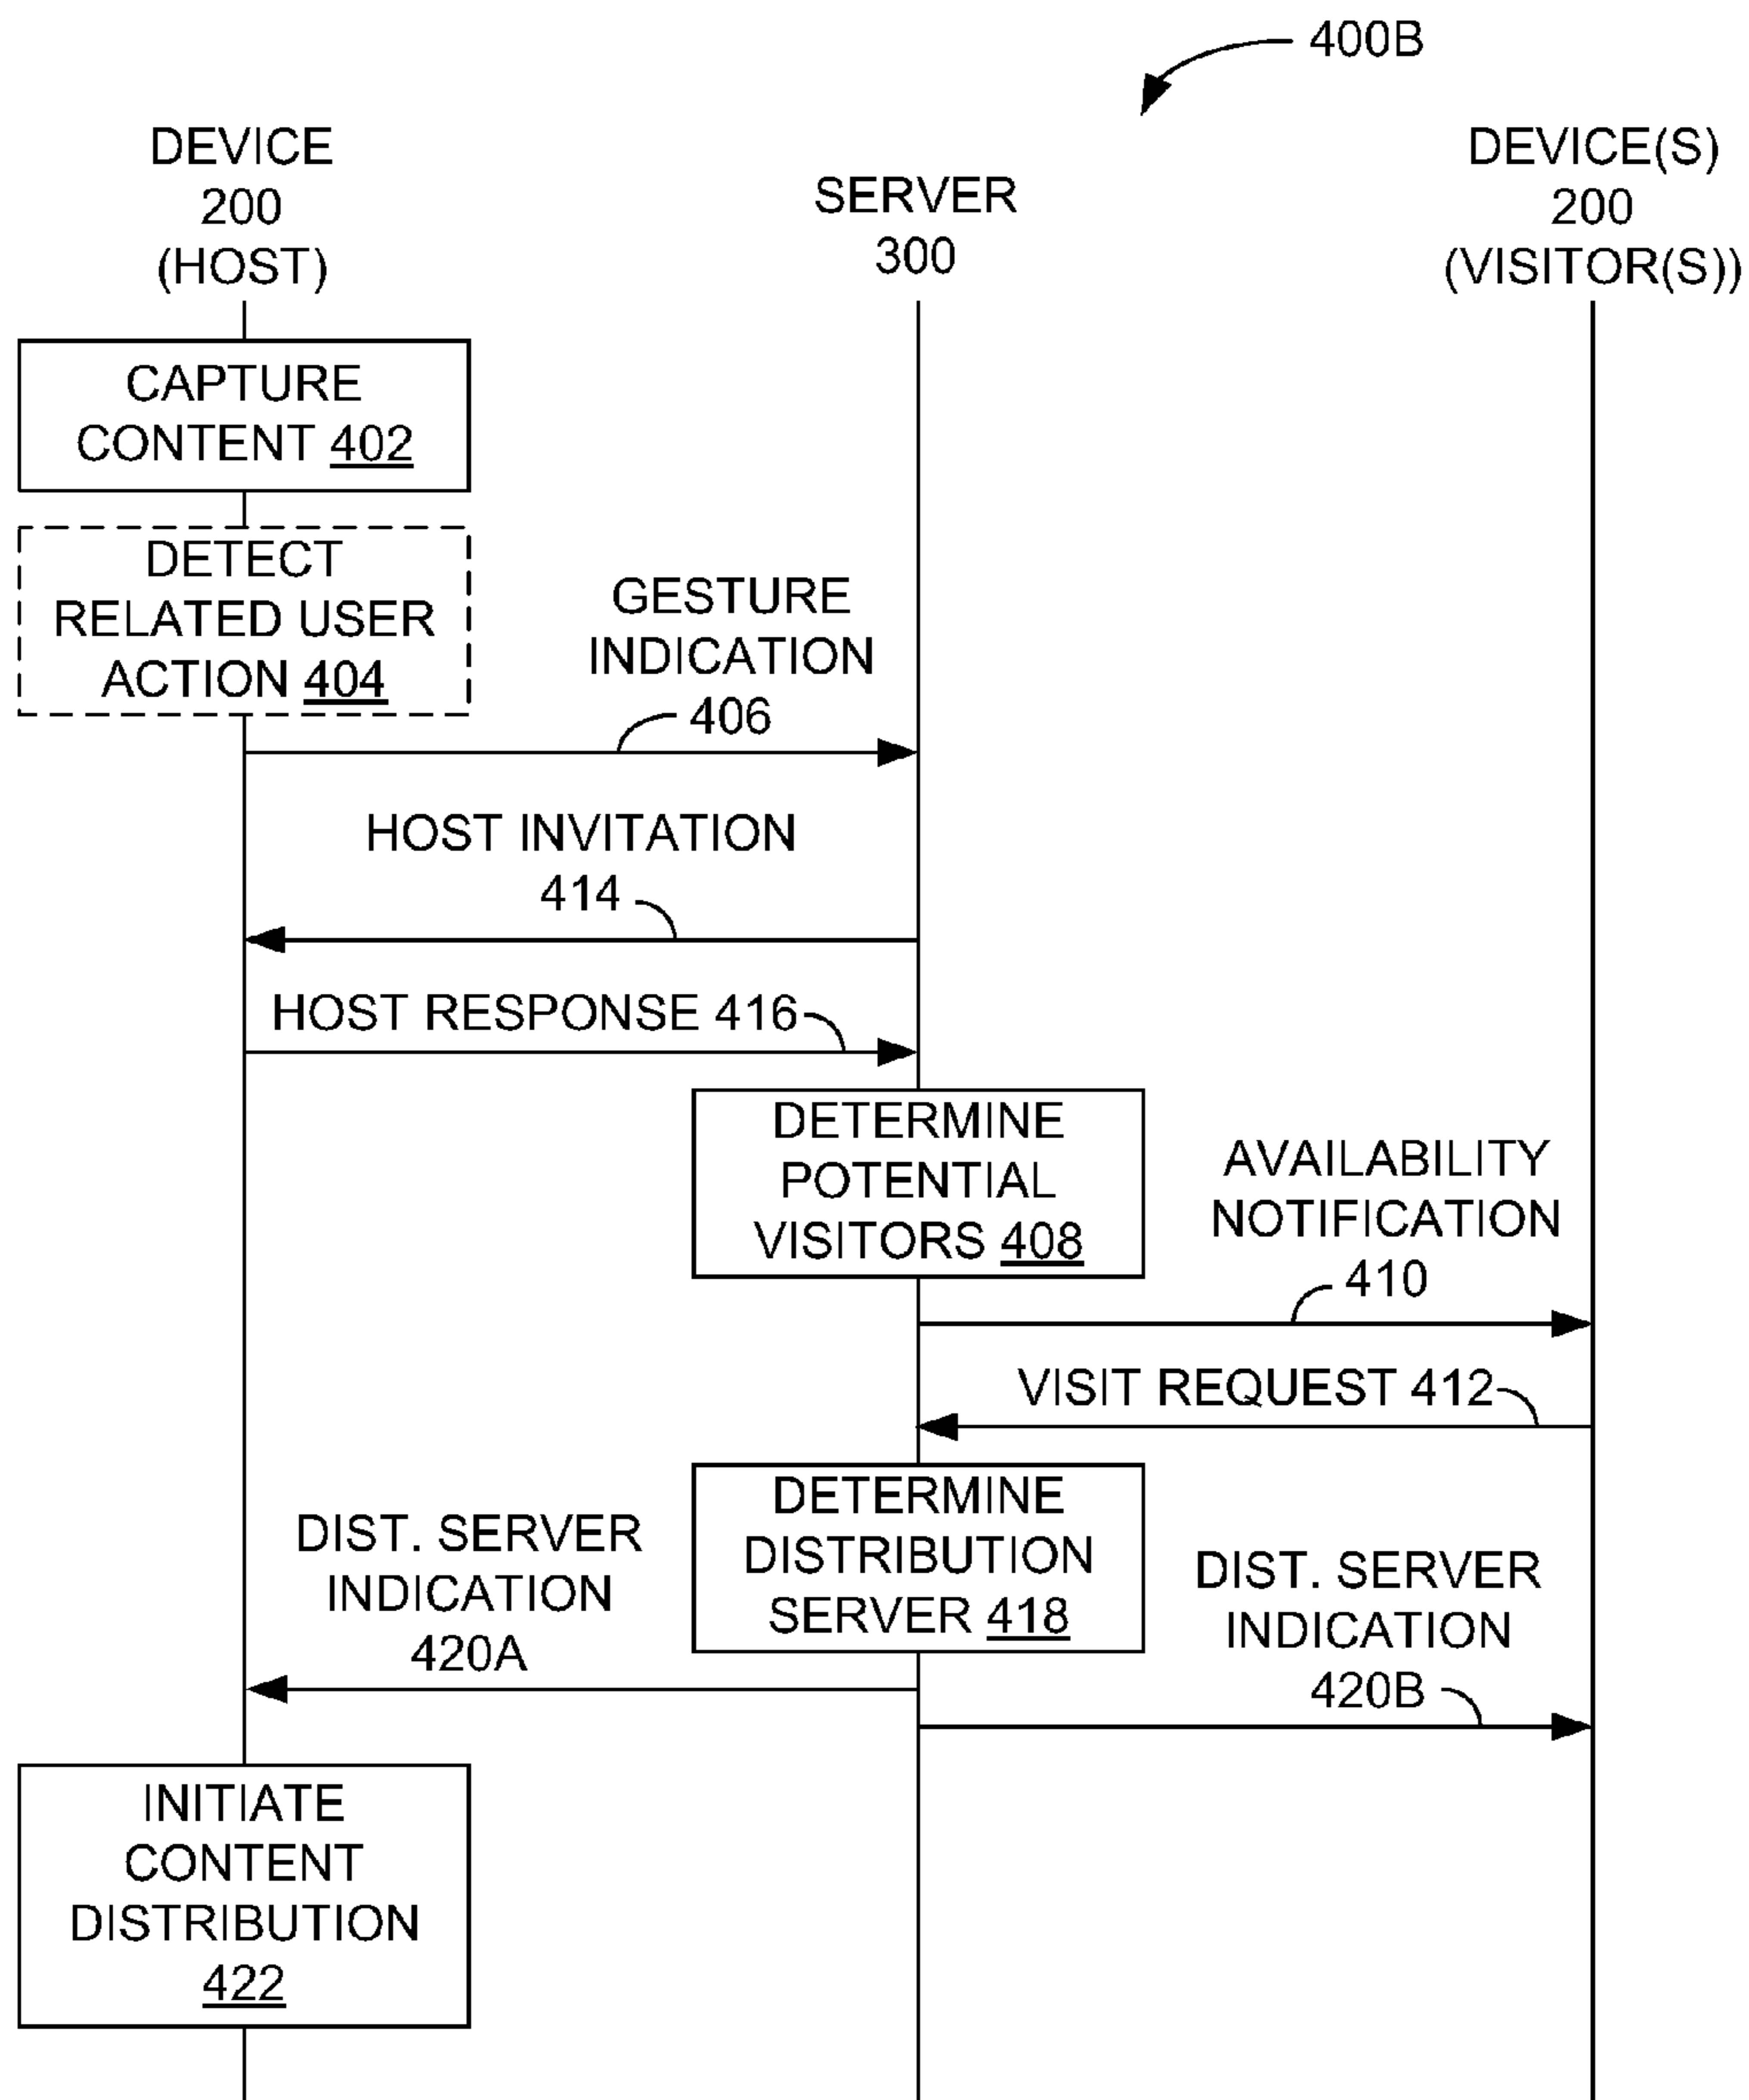 400B
DEVICE
200
(HOST)
SERVER
300
DEVICE(S)
200
(VISITOR(S))
CAPTURE
CONTENT 402
DETECT
RELATED USER
ACTION 404
GESTURE
INDICATION
406
HOST INVITATION
414
HOST RESPONSE 416
DETERMINE
POTENTIAL
VISITORS 408
AVAILABILITY
NOTIFICATION
410
VISIT REQUEST 412
DETERMINE
DISTRIBUTION
SERVER 418
DIST. SERVER
INDICATION
420A
DIST. SERVER
INDICATION
420B
INITIATE
CONTENT
DISTRIBUTION
422